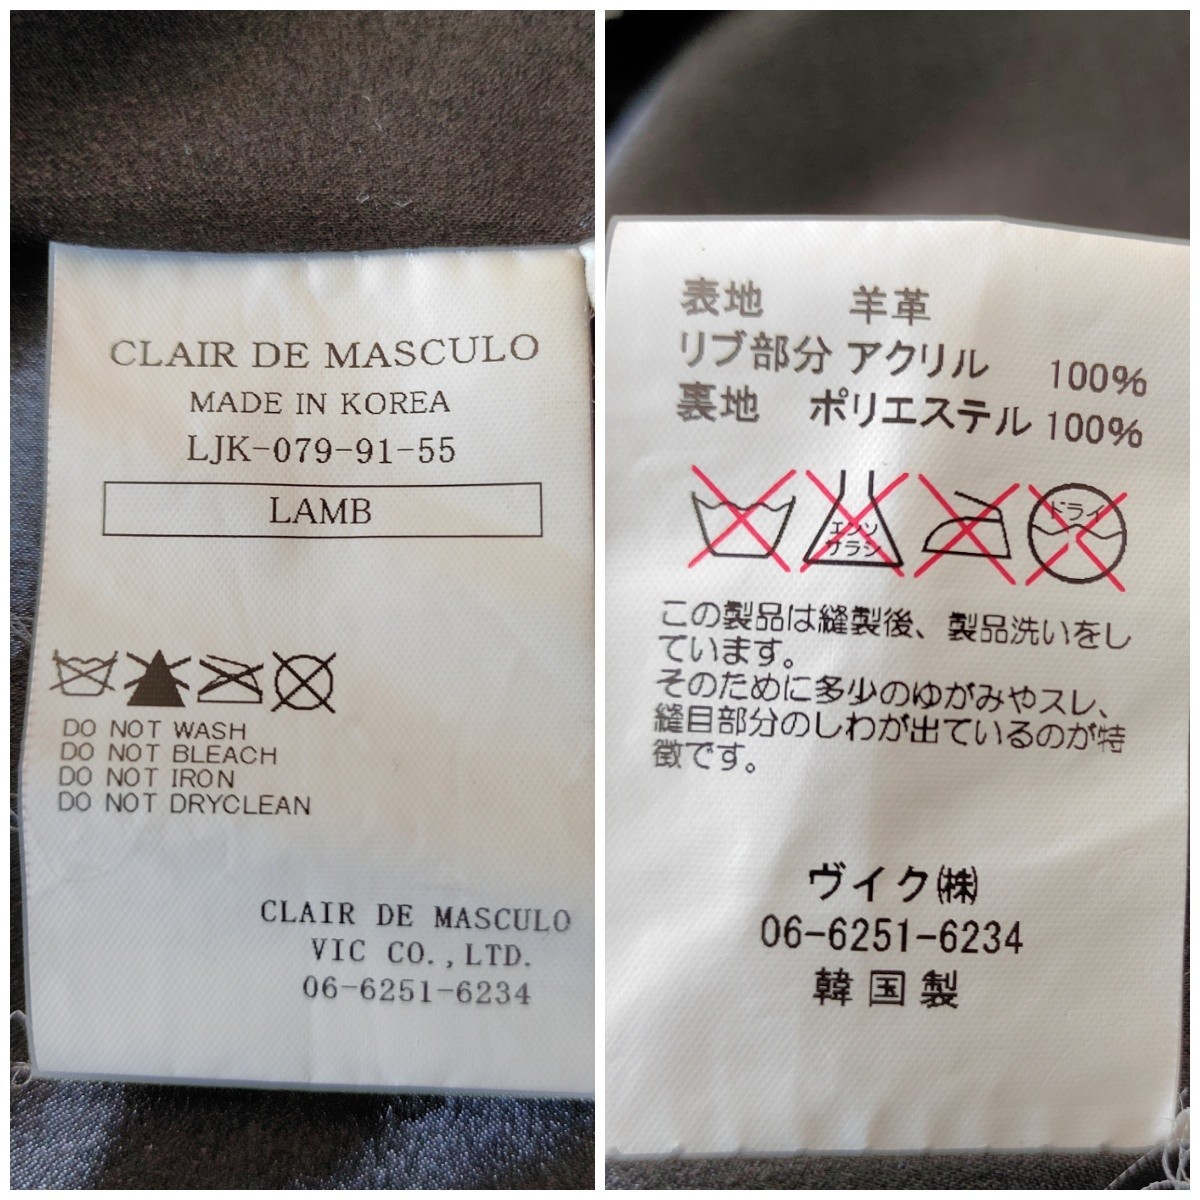 CLAIR DE MASCULO
MADE IN KOREA
LJK-079-91-55
LAMB
DO NOT WASH
DO NOT BLEACH
DO NOT IRON
DO NOT DRYCLEAN
CLAIR DE MASCULO
VIC CO.,LTD.
06-6251-6234
表地 羊革
リブ部分 アクリル 100%
裏地 ポリエステル 100%
エンソ
サラシ
ドライ
この製品は縫製後、製品洗いをし
ています。
そのために多少のゆがみやスレ、
縫目部分のしわが出ているのが特
徴です。
ヴイク㈱
06-6251-6234
韓国製